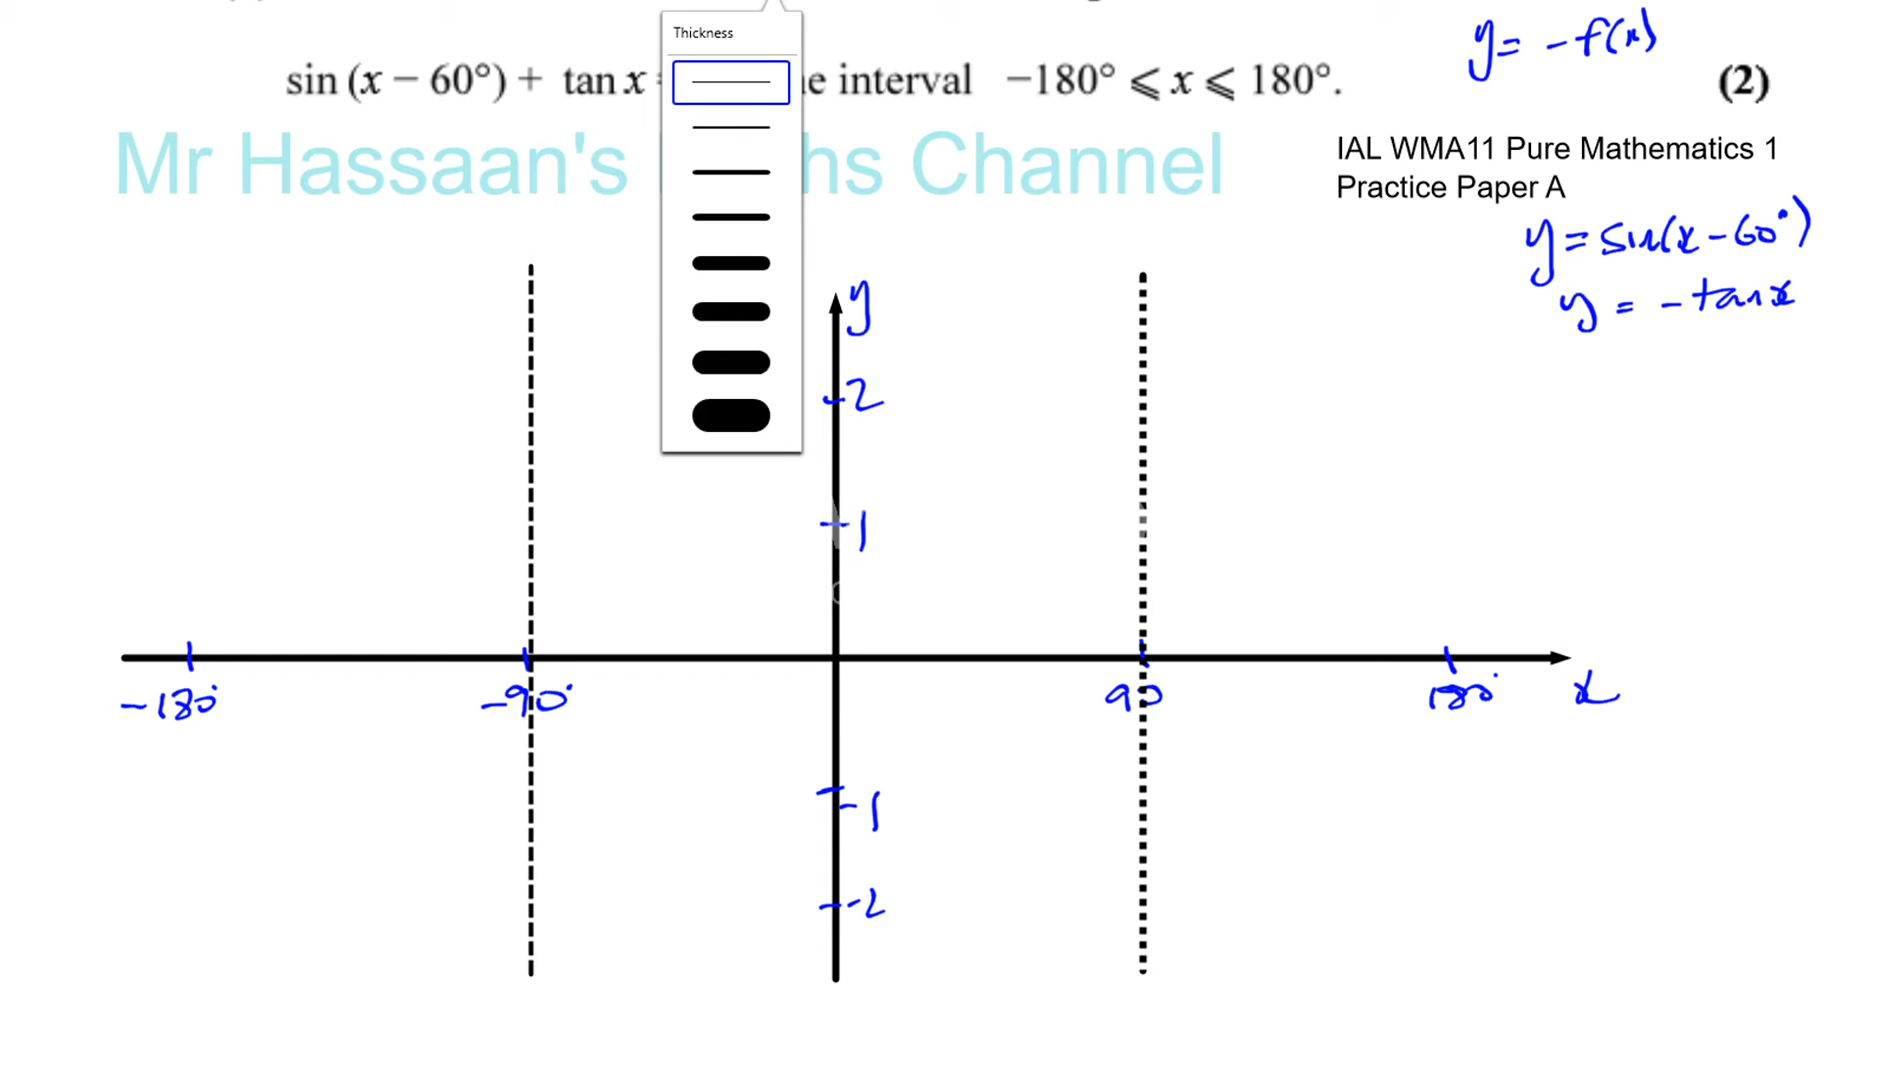 Thickness
y = -f(x)
sin (x − 60°) + tan x e interval −180° ⩽ x ⩽ 180°.
(2)
Mr Hassaan's hs Channel
IAL WMA11 Pure Mathematics 1
Practice Paper A
y = sin(x - 60°)
y = - tanx
y
2
1
-180° -90° 90 180° x
-1
-2